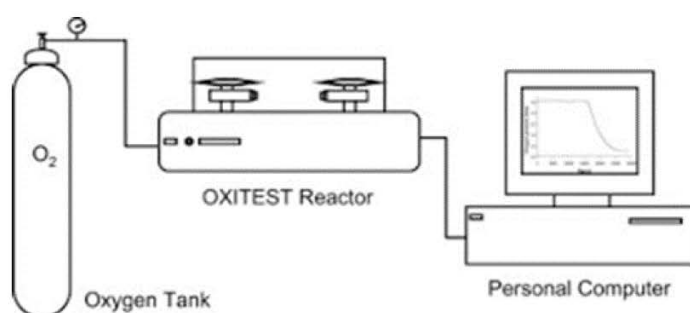 O₂
OXITEST Reactor
Oxygen Tank
Personal Computer